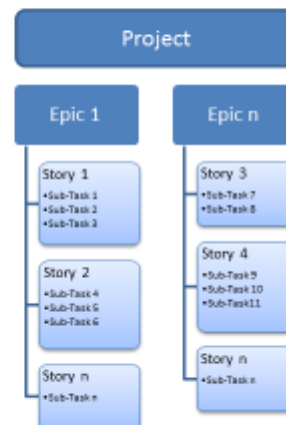 Project
Epic 1
Story 1
•Sub-Task 1
•Sub-Task 2
•Sub-Task 3
Story 2
•Sub-Task 4
•Sub-Task 5
•Sub-Task 6
Story n
•Sub-Task n
Epic n
Story 3
•Sub-Task 7
•Sub-Task 8
Story 4
•Sub-Task 9
•Sub-Task 10
•Sub-Task11
Story n
•Sub-Task n